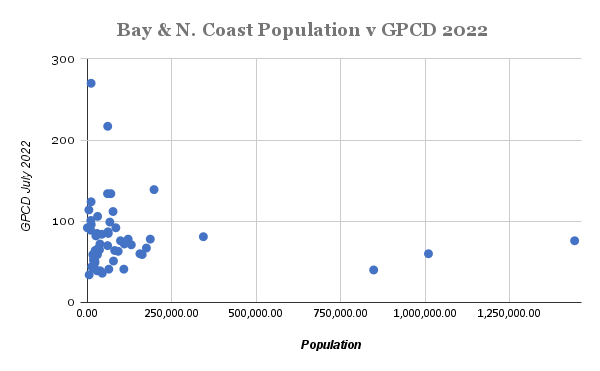 Bay & N. Coast Population v GPCD 2022
GPCD July 2022
300
200
100
0
0.00 250,000.00 500,000.00 750,000.00 1,000,000.00 1,250,000.00
Population